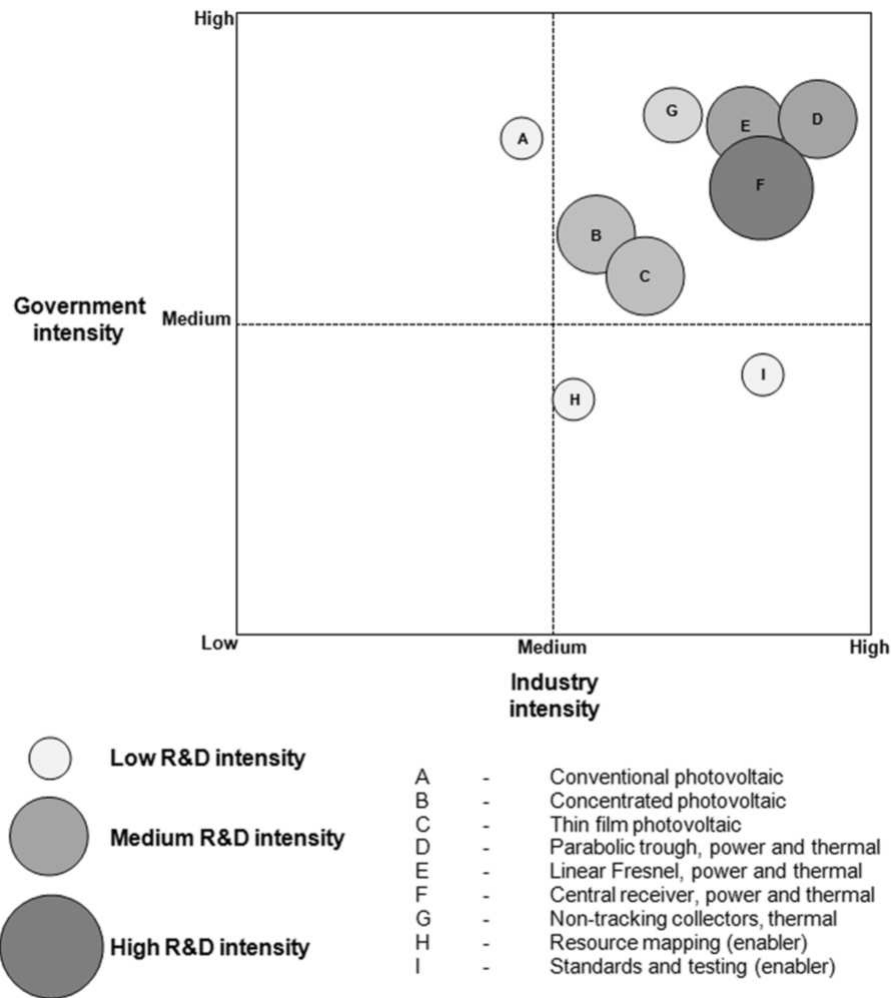 High
G
E
D
A
F
B
C
Government
intensity
Medium
I
H
Low
Medium
High
Industry
intensity
Low R&D intensity
Medium R&D intensity
High R&D intensity
A - Conventional photovoltaic
B - Concentrated photovoltaic
C - Thin film photovoltaic
D - Parabolic trough, power and thermal
E - Linear Fresnel, power and thermal
F - Central receiver, power and thermal
G - Non-tracking collectors, thermal
H - Resource mapping (enabler)
I - Standards and testing (enabler)